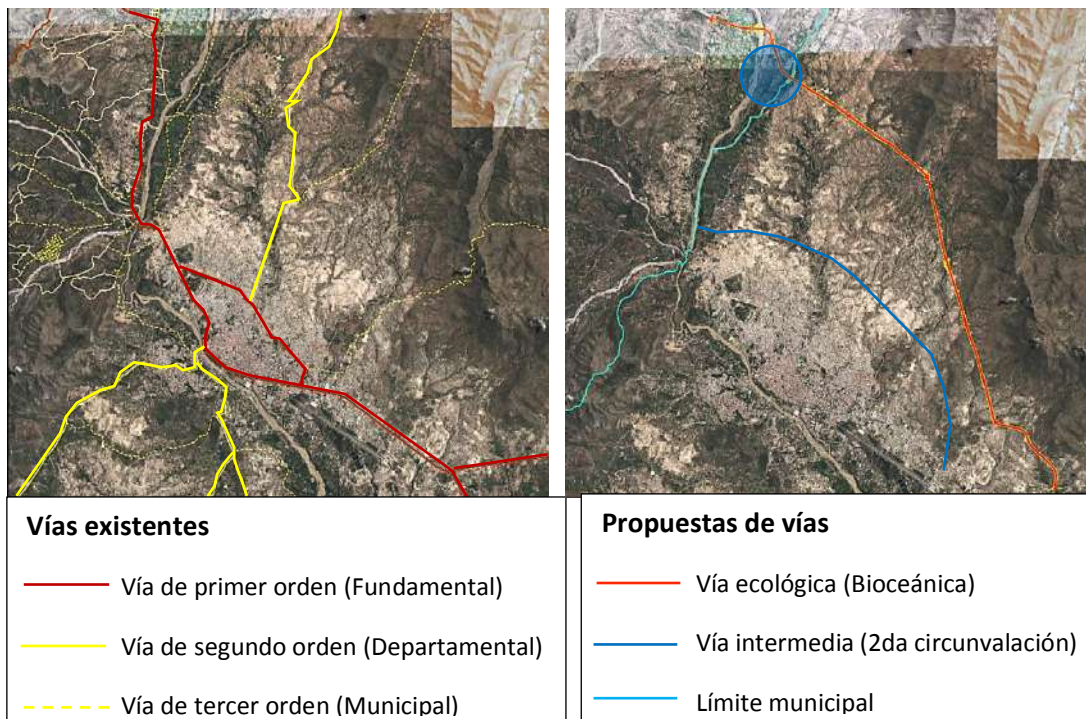 Vías existentes
Vía de primer orden (Fundamental)
Vía de segundo orden (Departamental)
Vía de tercer orden (Municipal)
Propuestas de vías
Vía ecológica (Bioceánica)
Vía intermedia (2da circunvalación)
Límite municipal